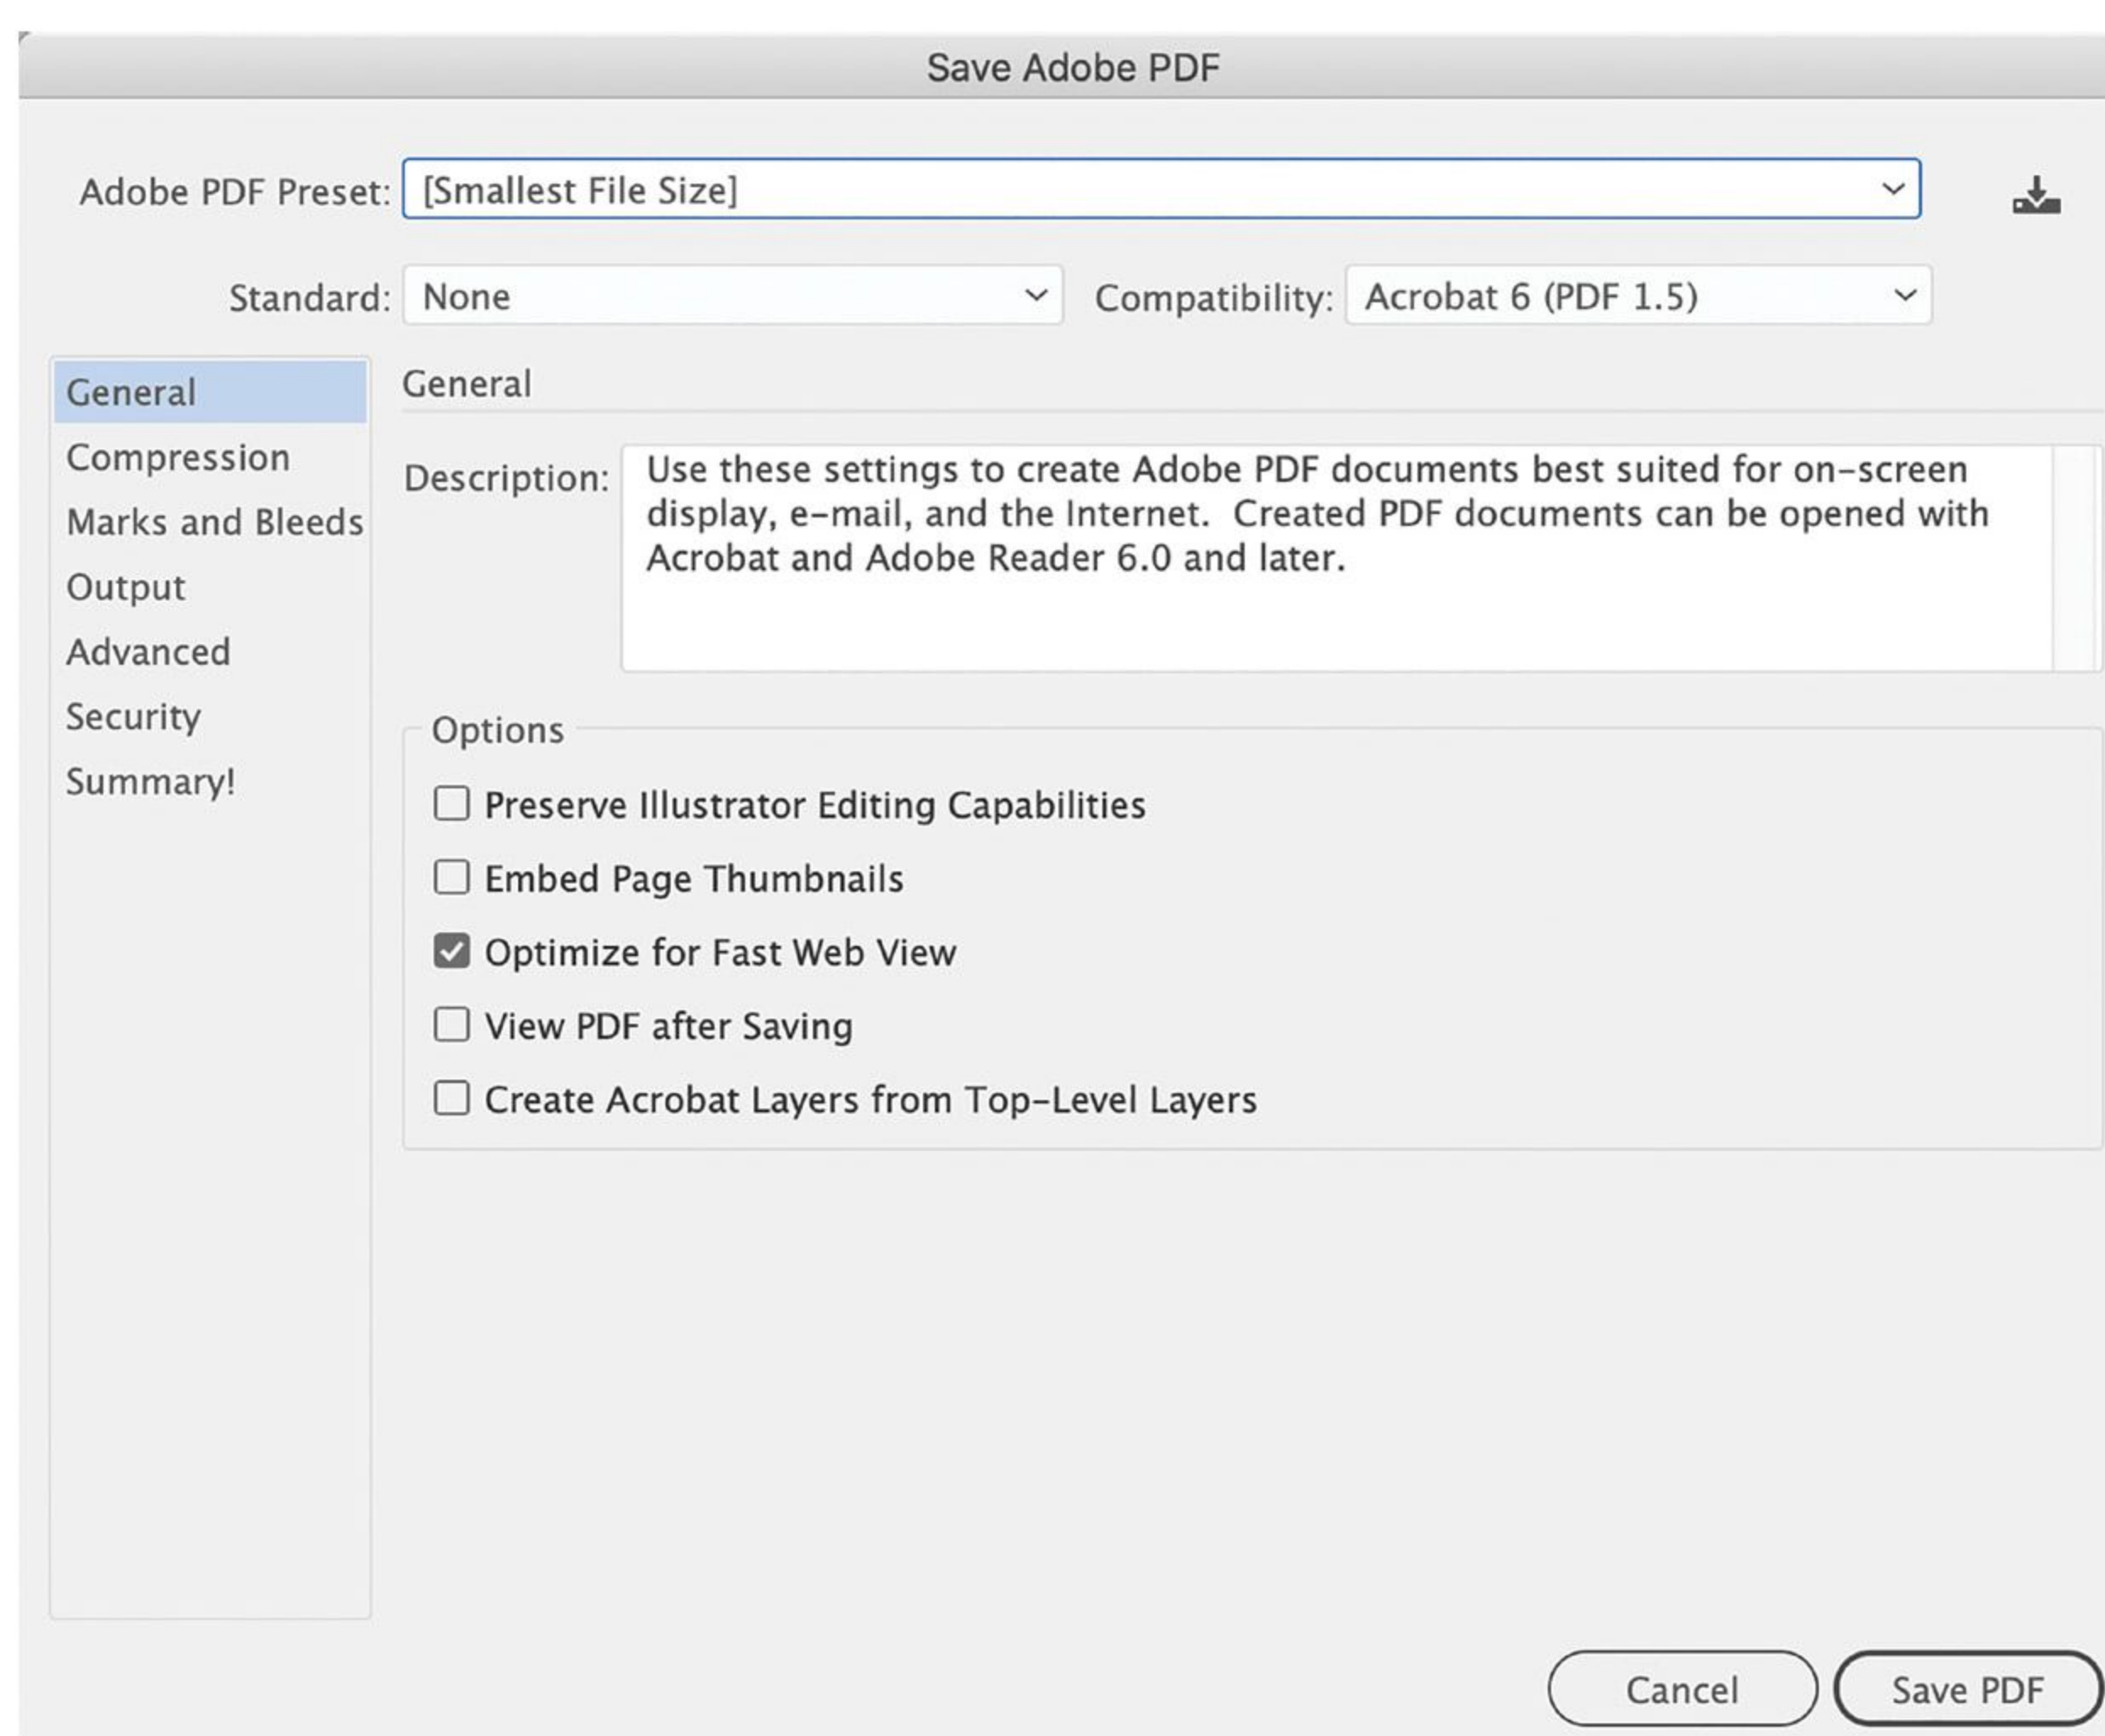 Save Adobe PDF
Adobe PDF Preset: [Smallest File Size]
Standard: None Compatibility: Acrobat 6 (PDF 1.5)
General
Compression
Marks and Bleeds
Output
Advanced
Security
Summary!
General
Description: Use these settings to create Adobe PDF documents best suited for on-screen
display, e-mail, and the Internet.  Created PDF documents can be opened with
Acrobat and Adobe Reader 6.0 and later.
Options
Preserve Illustrator Editing Capabilities
Embed Page Thumbnails
Optimize for Fast Web View
View PDF after Saving
Create Acrobat Layers from Top-Level Layers
Cancel Save PDF